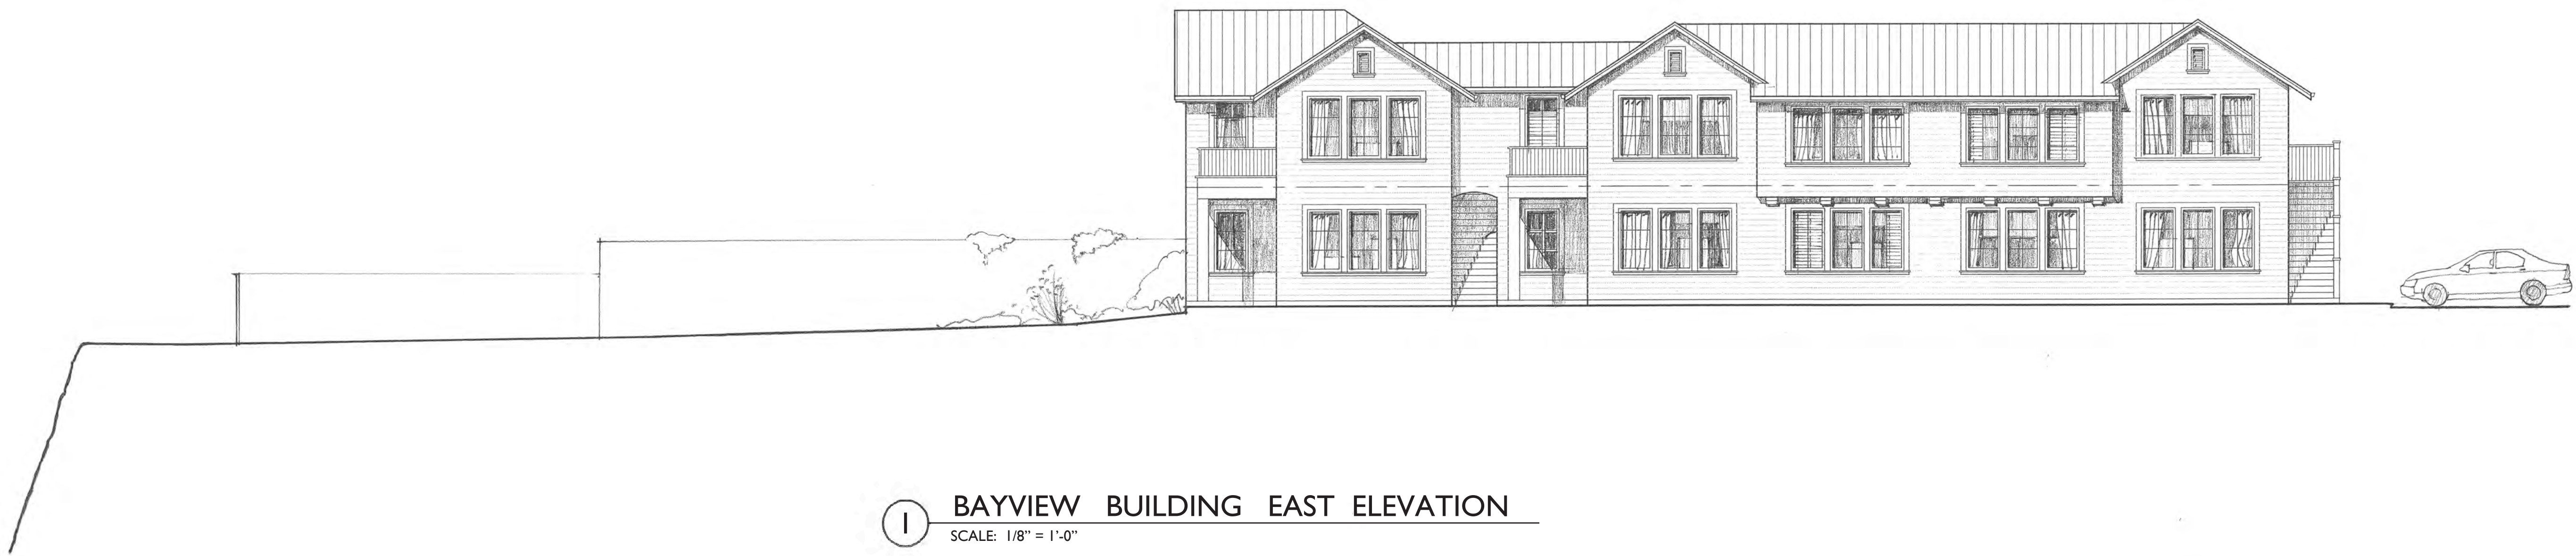 1
BAYVIEW BUILDING EAST ELEVATION
SCALE: 1/8" = 1'-0"